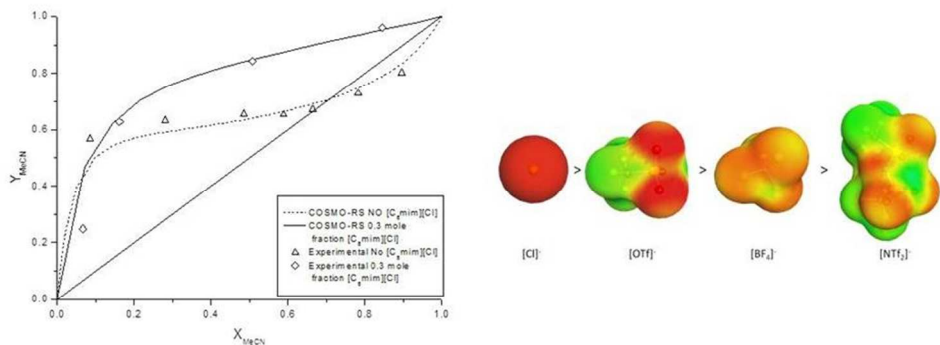 1.0
0.8
0.6
0.4
0.2
0.0
Y_MeCN
COSMO-RS NO [C₈mim][Cl]
COSMO-RS 0.3 mole
fraction [C₈mim][Cl]
Experimental No [C₈mim][Cl]
Experimental 0.3 mole
fraction [C₈mim][Cl]
0.0 0.2 0.4 0.6 0.8 1.0
X_MeCN
> > >
[Cl]⁻ [OTf]⁻ [BF₄]⁻ [NTf₂]⁻